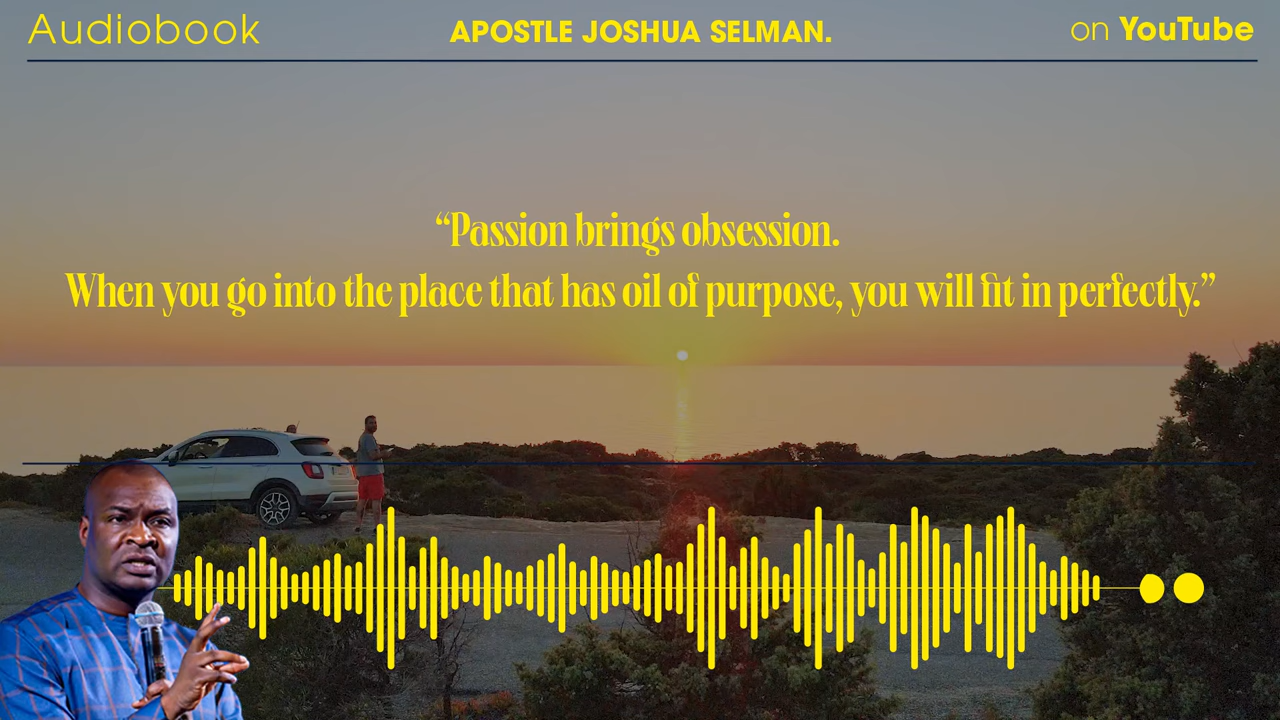 Audiobook
APOSTLE JOSHUA SELMAN.
on YouTube
“Passion brings obsession.
When you go into the place that has oil of purpose, you will fit in perfectly.”